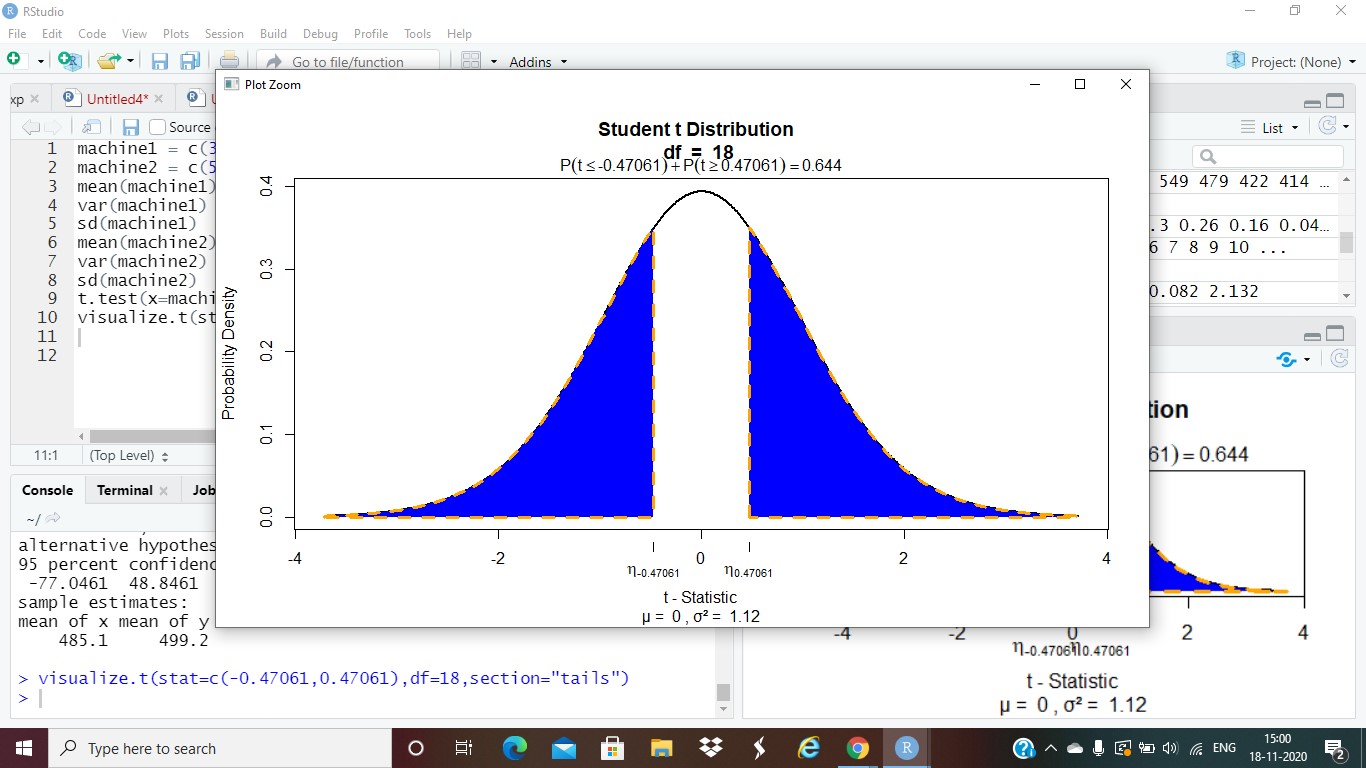 RStudio
File Edit Code View Plots Session Build Debug Profile Tools Help
Go to file/function Addins Project: (None)
xp Untitled4*
Source
List
1 machine1 = c(3
2 machine2 = c(5
3 mean(machine1)
4 var(machine1)
5 sd(machine1)
6 mean(machine2)
7 var(machine2)
8 sd(machine2)
9 t.test(x=machi
10 visualize.t(st
11
12
11:1 (Top Level)
Console Terminal Job
~/
alternative hypothes
95 percent confidenc
-77.0461 48.8461
sample estimates:
mean of x mean of y
485.1 499.2
> visualize.t(stat=c(-0.47061,0.47061),df=18,section="tails")
>
Plot Zoom
Student t Distribution
df = 18
P(t ≤ -0.47061) + P(t ≥ 0.47061) = 0.644
Probability Density
0.4
0.3
0.2
0.1
0.0
-4 -2 0 2 4
η-0.47061 η0.47061
t - Statistic
μ = 0 , σ² = 1.12
549 479 422 414 ...
.3 0.26 0.16 0.04...
6 7 8 9 10 ...
0.082 2.132
tion
61) = 0.644
-4 -2 0 2 4
η-0.47061 η0.47061
t - Statistic
μ = 0 , σ² = 1.12
Type here to search
ENG
15:00
18-11-2020
2